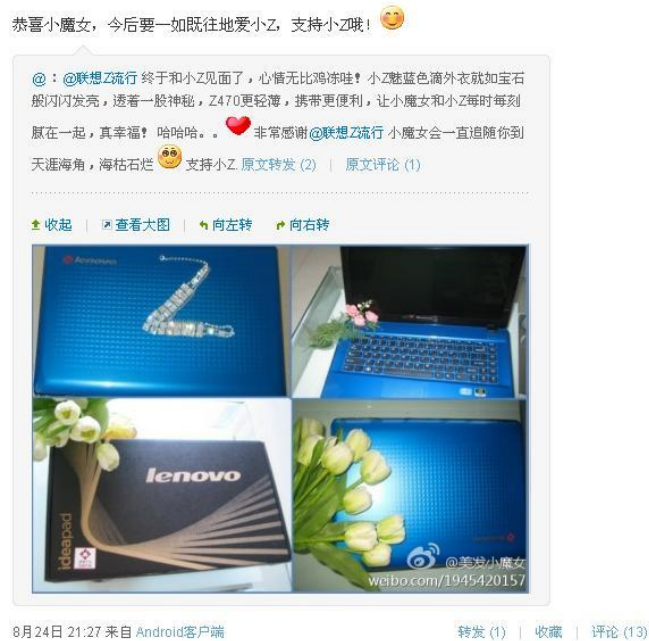 恭喜小魔女，今后要一如既往地爱小Z，支持小Z哦！
@：@联想Z流行 终于和小Z见面了，心情无比鸡冻哇！小Z魅蓝色滴外衣就如宝石
般闪闪发亮，透着一股神秘，Z470更轻薄，携带更便利，让小魔女和小Z每时每刻
腻在一起，真幸福！哈哈哈。。非常感谢@联想Z流行 小魔女会一直追随你到
天涯海角，海枯石烂 支持小Z. 原文转发 (2) | 原文评论 (1)
收起 | 查看大图 | 向左转 向右转
lenovo
Z
lenovo
ideapad
@美发小魔女
weibo.com/1945420157
8月24日 21:27 来自 Android客户端
转发 (1) | 收藏 | 评论 (13)